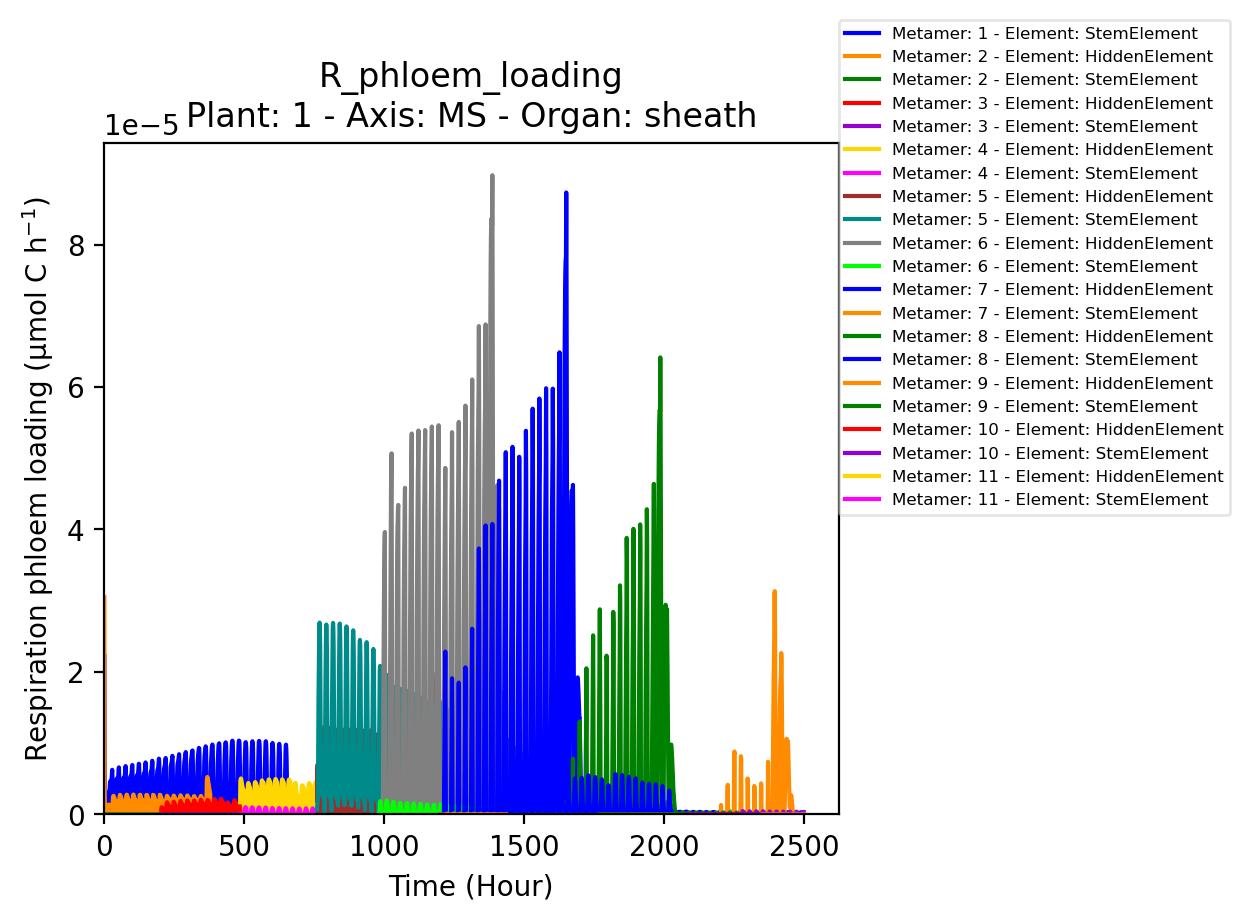 R_phloem_loading
Plant: 1 - Axis: MS - Organ: sheath
1e−5
8
6
4
2
0
Respiration phloem loading (µmol C h⁻¹)
0 500 1000 1500 2000 2500
Time (Hour)
Metamer: 1 - Element: StemElement
Metamer: 2 - Element: HiddenElement
Metamer: 2 - Element: StemElement
Metamer: 3 - Element: HiddenElement
Metamer: 3 - Element: StemElement
Metamer: 4 - Element: HiddenElement
Metamer: 4 - Element: StemElement
Metamer: 5 - Element: HiddenElement
Metamer: 5 - Element: StemElement
Metamer: 6 - Element: HiddenElement
Metamer: 6 - Element: StemElement
Metamer: 7 - Element: HiddenElement
Metamer: 7 - Element: StemElement
Metamer: 8 - Element: HiddenElement
Metamer: 8 - Element: StemElement
Metamer: 9 - Element: HiddenElement
Metamer: 9 - Element: StemElement
Metamer: 10 - Element: HiddenElement
Metamer: 10 - Element: StemElement
Metamer: 11 - Element: HiddenElement
Metamer: 11 - Element: StemElement